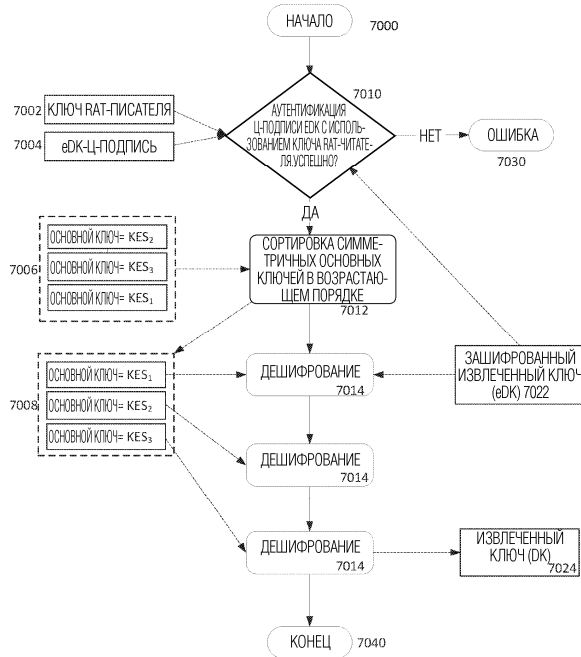 НАЧАЛО
7000
7010
7002
КЛЮЧ RAT-ПИСАТЕЛЯ
7004
eDK-Ц-ПОДПИСЬ
АУТЕНТИФИКАЦИЯ
Ц-ПОДПИСИ EDK С ИСПОЛЬ-
ЗОВАНИЕМ КЛЮЧА RAT-ЧИТАТЕ-
ЛЯ.УСПЕШНО?
НЕТ
ОШИБКА
7030
ДА
7006
ОСНОВНОЙ КЛЮЧ= KES₂
ОСНОВНОЙ КЛЮЧ= KES₃
ОСНОВНОЙ КЛЮЧ= KES₁
СОРТИРОВКА СИММЕ-
ТРИЧНЫХ ОСНОВНЫХ
КЛЮЧЕЙ В ВОЗРАСТАЮ-
ЩЕМ ПОРЯДКЕ
7012
7008
ОСНОВНОЙ КЛЮЧ= KES₁
ОСНОВНОЙ КЛЮЧ= KES₂
ОСНОВНОЙ КЛЮЧ= KES₃
ДЕШИФРОВАНИЕ
7014
ЗАШИФРОВАННЫЙ
ИЗВЛЕЧЕННЫЙ КЛЮЧ
(eDK) 7022
ДЕШИФРОВАНИЕ
7014
ДЕШИФРОВАНИЕ
7014
ИЗВЛЕЧЕННЫЙ
КЛЮЧ (DK)
7024
КОНЕЦ
7040